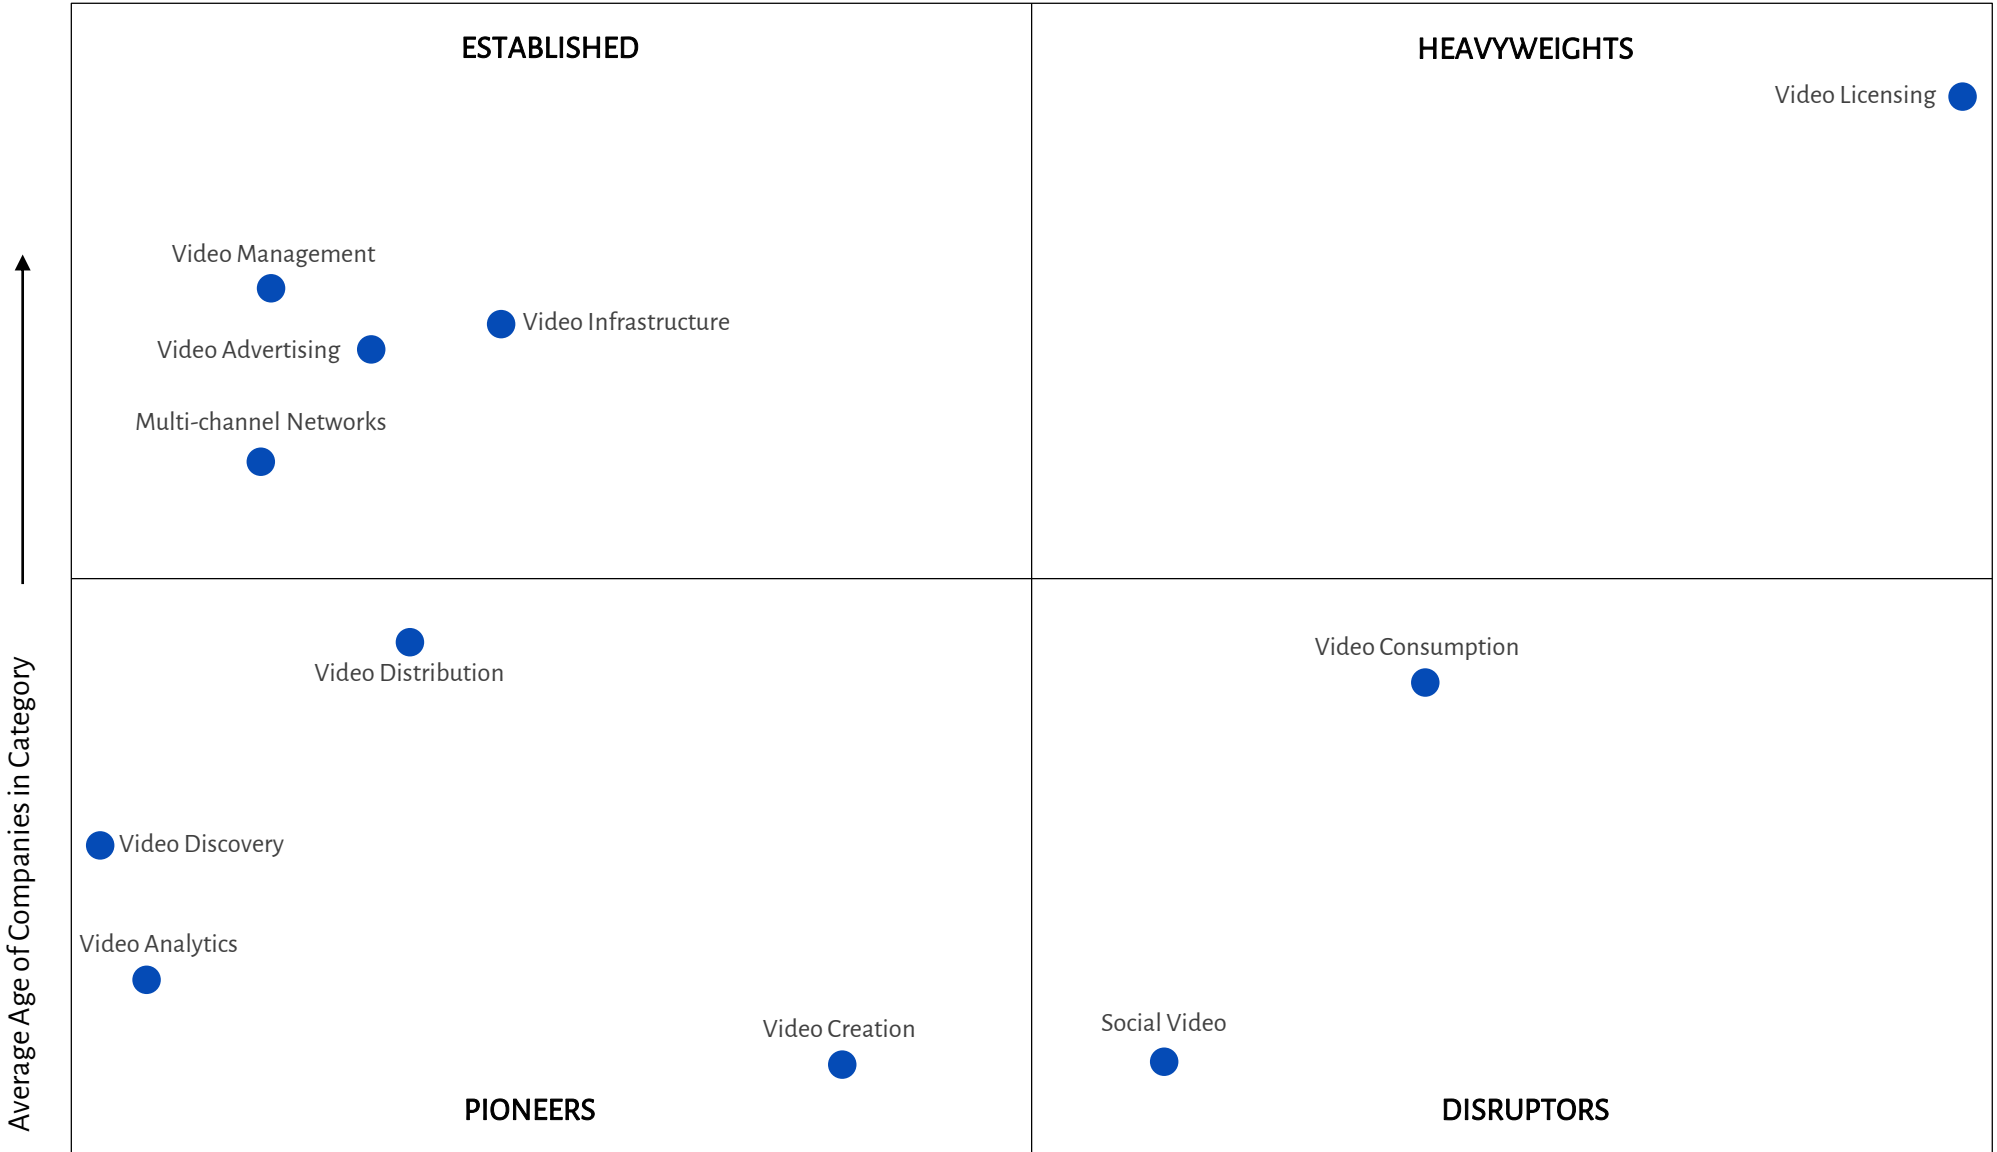 ESTABLISHED
HEAVYWEIGHTS
Video Licensing
Video Management
Video Infrastructure
Video Advertising
Multi-channel Networks
Average Age of Companies in Category
Video Distribution
Video Consumption
Video Discovery
Video Analytics
Video Creation
Social Video
PIONEERS
DISRUPTORS